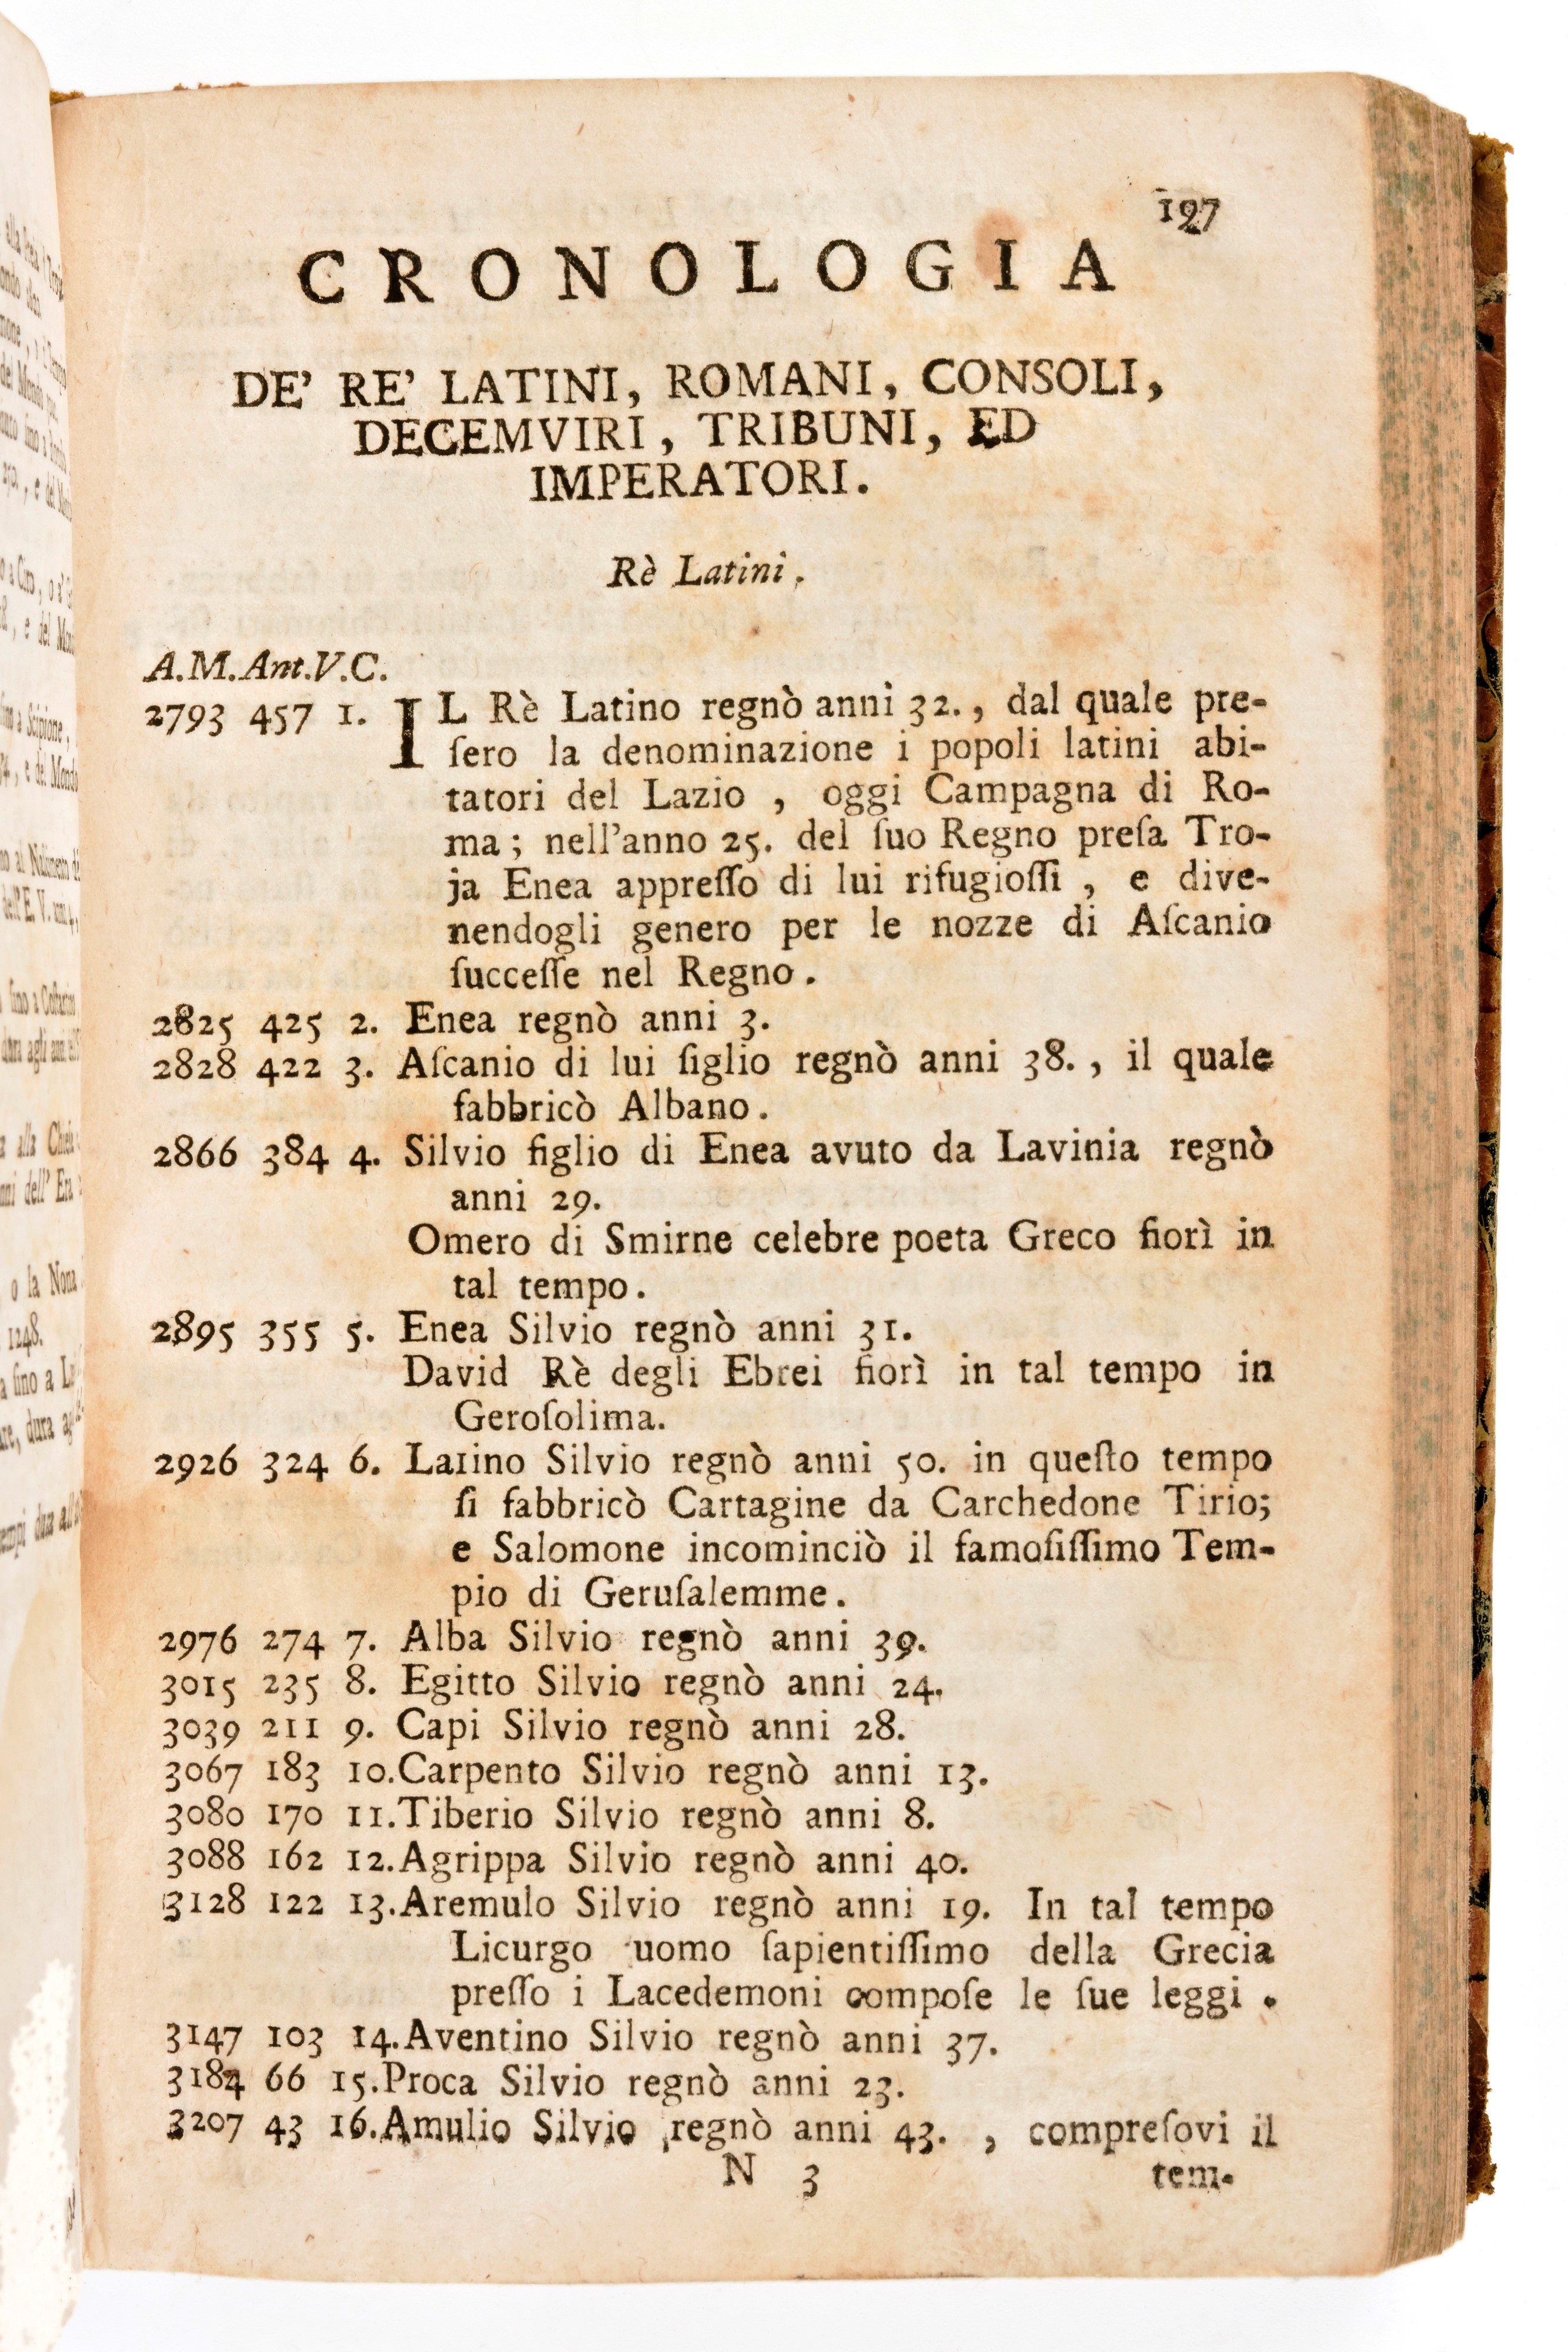 197
CRONOLOGIA
DE' RE' LATINI, ROMANI, CONSOLI,
DECEMVIRI, TRIBUNI, ED
IMPERATORI.
Rè Latini.
A.M. Ant.V.C.
2793 457 1. IL Rè Latino regnò anni 32., dal quale pre-
ſero la denominazione i popoli latini abi-
tatori del Lazio , oggi Campagna di Ro-
ma ; nell'anno 25. del ſuo Regno preſa Tro-
ja Enea appreſſo di lui rifugioſſi , e dive-
nendogli genero per le nozze di Aſcanio
ſucceſſe nel Regno .
2825 425 2. Enea regnò anni 3.
2828 422 3. Aſcanio di lui figlio regnò anni 38. , il quale
fabbricò Albano .
2866 384 4. Silvio figlio di Enea avuto da Lavinia regnò
anni 29.
Omero di Smirne celebre poeta Greco fiorì in
tal tempo .
2895 355 5. Enea Silvio regnò anni 31.
David Rè degli Ebrei fiorì in tal tempo in
Geroſolima.
2926 324 6. Latino Silvio regnò anni 50. in queſto tempo
ſi fabbricò Cartagine da Carchedone Tirio;
e Salomone incominciò il famoſiſſimo Tem-
pio di Geruſalemme .
2976 274 7. Alba Silvio regnò anni 39.
3015 235 8. Egitto Silvio regnò anni 24.
3039 211 9. Capi Silvio regnò anni 28.
3067 183 10. Carpento Silvio regnò anni 13.
3080 170 11. Tiberio Silvio regnò anni 8.
3088 162 12. Agrippa Silvio regnò anni 40.
3128 122 13. Aremulo Silvio regnò anni 19. In tal tempo
Licurgo uomo ſapientiſſimo della Grecia
preſſo i Lacedemoni compoſe le ſue leggi .
3147 103 14. Aventino Silvio regnò anni 37.
3184 66 15. Proca Silvio regnò anni 23.
3207 43 16. Amulio Silvio regnò anni 43. , compreſovi il
N 3 tem-